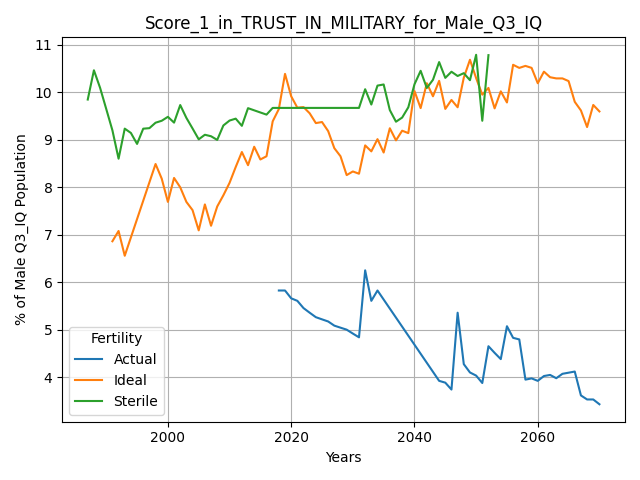 Score_1_in_TRUST_IN_MILITARY_for_Male_Q3_IQ
% of Male Q3_IQ Population
11
10
9
8
7
6
5
4
Fertility
Actual
Ideal
Sterile
2000
2020
2040
2060
Years